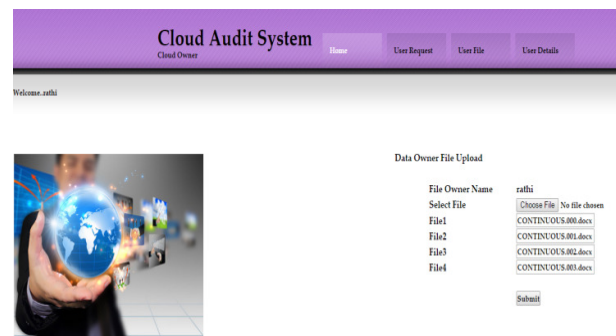 Cloud Audit System
Cloud Owner
Home User Request User File User Details
Welcome..rathi
Data Owner File Upload
File Owner Name rathi
Select File Choose File No file chosen
File1 CONTINUOUS.000.docx
File2 CONTINUOUS.001.docx
File3 CONTINUOUS.002.docx
File4 CONTINUOUS.003.docx
Submit